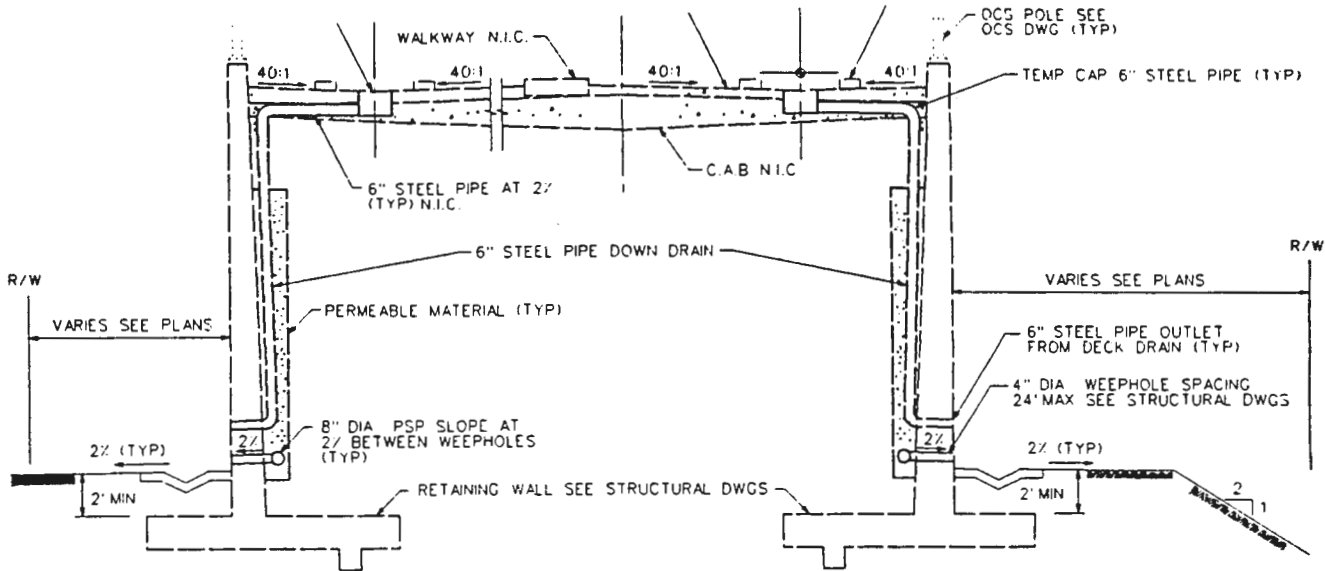 OCS POLE SEE
OCS DWG (TYP)
WALKWAY N.I.C.
40:1
40:1
40:1
40:1
TEMP CAP 6" STEEL PIPE (TYP)
C.A.B N.I.C
6" STEEL PIPE AT 2%
(TYP) N.I.C.
6" STEEL PIPE DOWN DRAIN
R/W
R/W
VARIES SEE PLANS
VARIES SEE PLANS
PERMEABLE MATERIAL (TYP)
6" STEEL PIPE OUTLET
FROM DECK DRAIN (TYP)
4" DIA WEEPHOLE SPACING
24' MAX SEE STRUCTURAL DWGS
8" DIA PSP SLOPE AT
2% BETWEEN WEEPHOLES
(TYP)
2%
2%
2% (TYP)
2% (TYP)
2' MIN
2' MIN
RETAINING WALL SEE STRUCTURAL DWGS
2
1